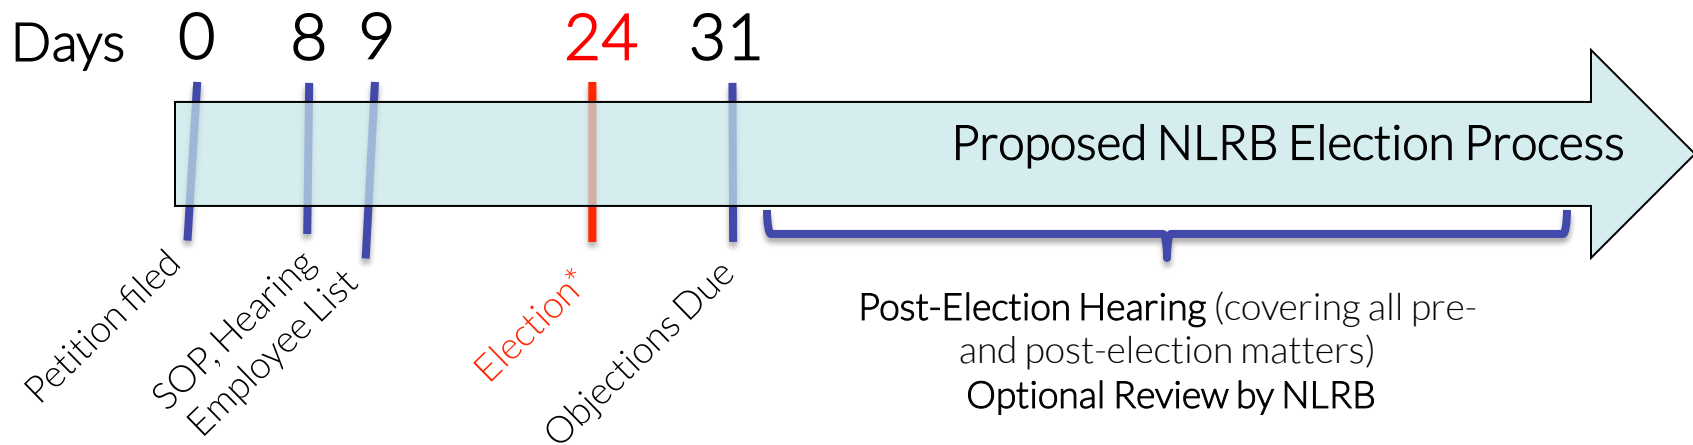 Days 0 8 9 24 31
Proposed NLRB Election Process
Petition filed
SOP, Hearing
Employee List
Election*
Objections Due
Post-Election Hearing (covering all pre-
and post-election matters)
Optional Review by NLRB